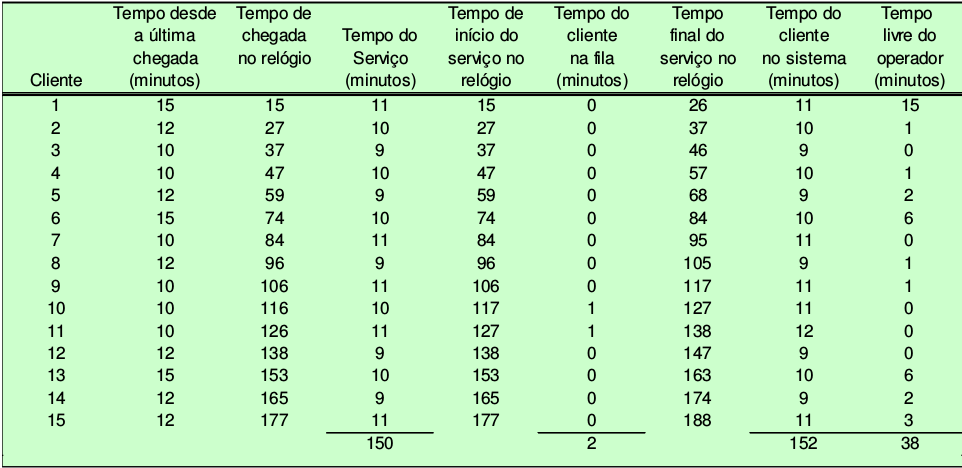 Tempo desde Tempo de Tempo de Tempo do Tempo Tempo do Tempo
a última chegada Tempo do início do cliente final do cliente livre do
chegada no relógio Serviço serviço no na fila serviço no no sistema operador
Cliente (minutos) (minutos) relógio (minutos) relógio (minutos) (minutos)
1 15 15 11 15 0 26 11 15
2 12 27 10 27 0 37 10 1
3 10 37 9 37 0 46 9 0
4 10 47 10 47 0 57 10 1
5 12 59 9 59 0 68 9 2
6 15 74 10 74 0 84 10 6
7 10 84 11 84 0 95 11 0
8 12 96 9 96 0 105 9 1
9 10 106 11 106 0 117 11 1
10 10 116 10 117 1 127 11 0
11 10 126 11 127 1 138 12 0
12 12 138 9 138 0 147 9 0
13 15 153 10 153 0 163 10 6
14 12 165 9 165 0 174 9 2
15 12 177 11 177 0 188 11 3
150 2 152 38